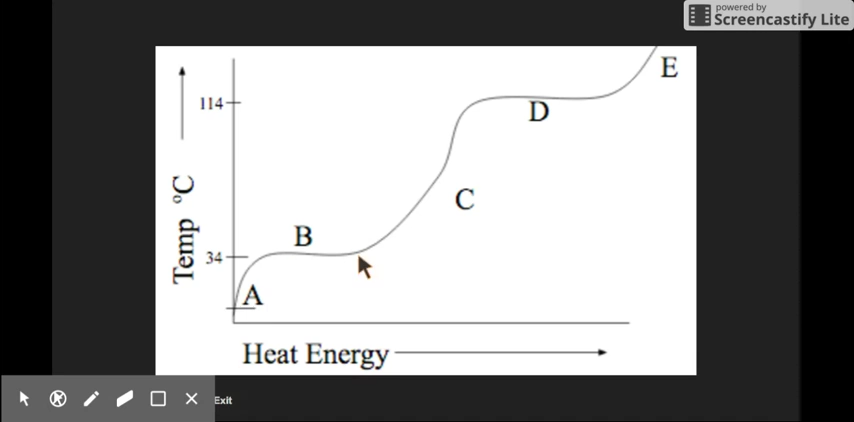 powered by
Screencastify Lite
E
114
D
Temp °C
C
B
34
A
Heat Energy
Exit